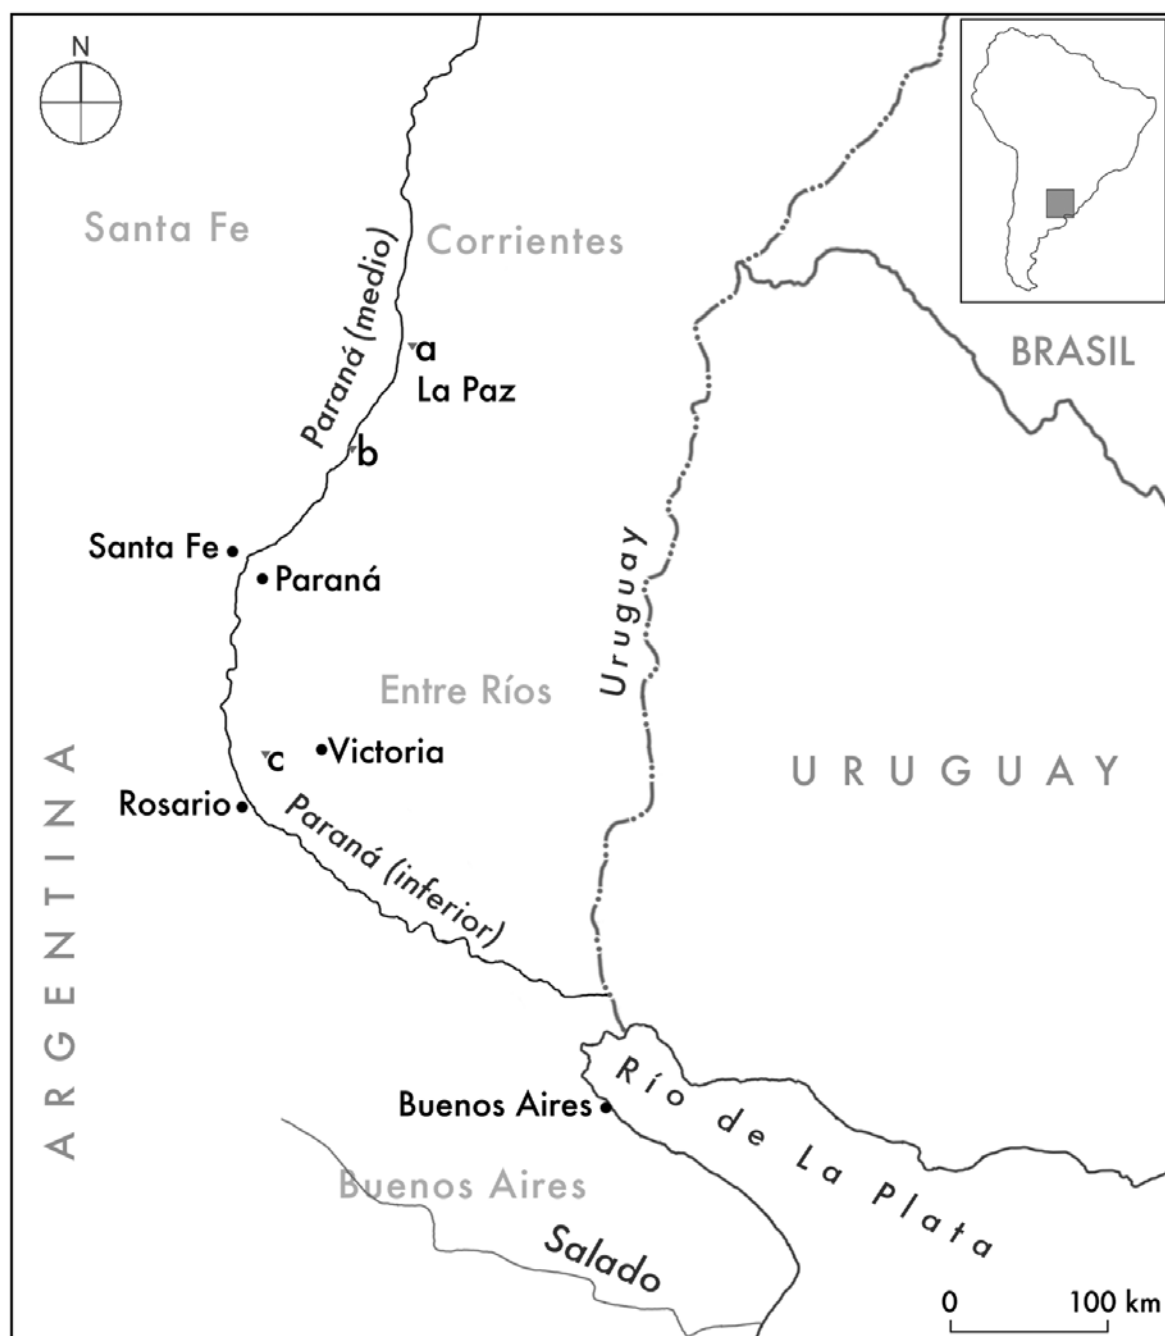 N
Santa Fe
Corrientes
Paraná (medio)
BRASIL
a
La Paz
b
Santa Fe
Paraná
Uruguay
Entre Ríos
c
Victoria
URUGUAY
ARGENTINA
Rosario
Paraná (inferior)
Río de La Plata
Buenos Aires
Buenos Aires
Salado
0 100 km